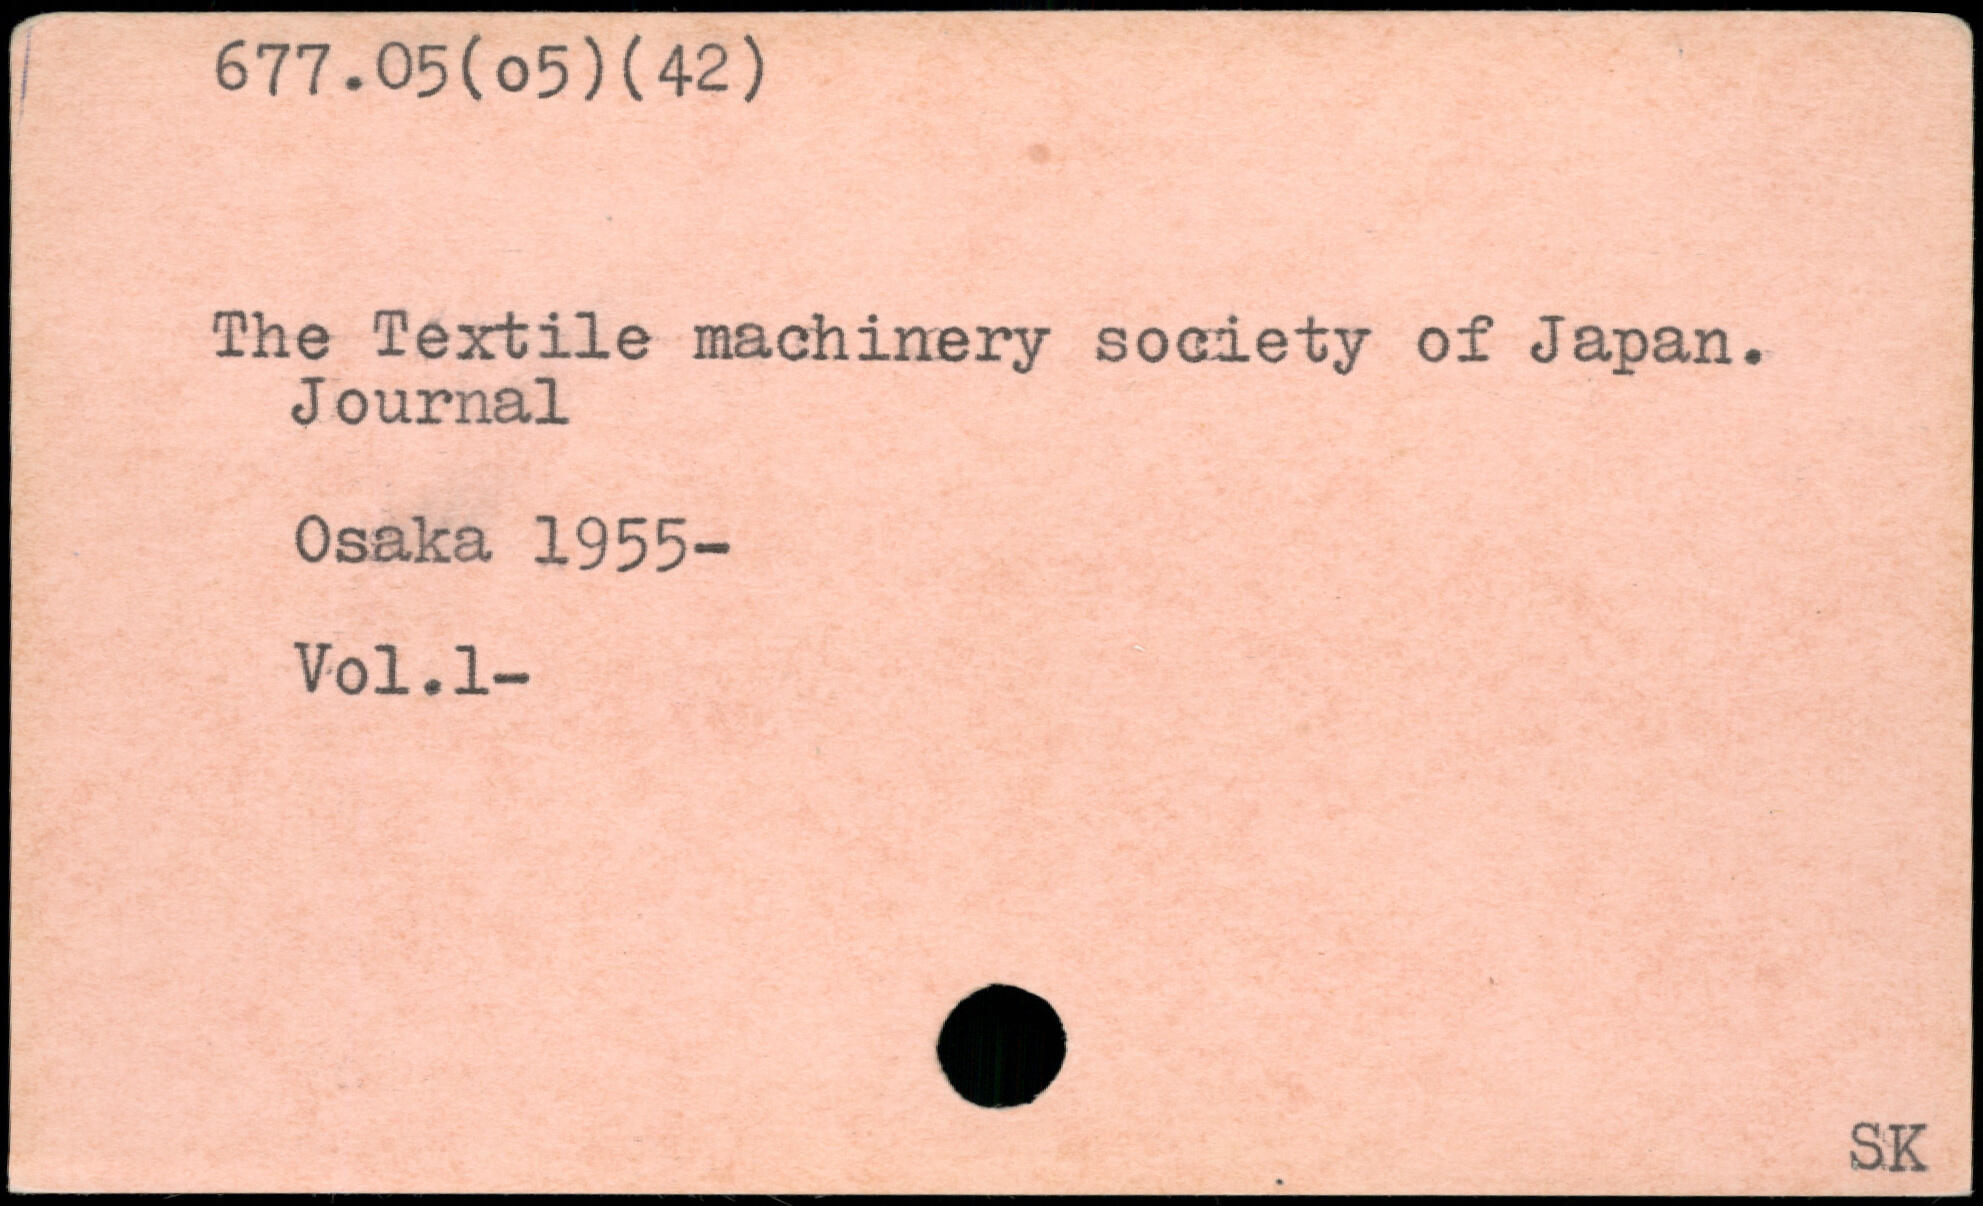 677.05(o5)(42)
The Textile machinery society of Japan.
Journal
Osaka 1955-
Vol.1-
SK